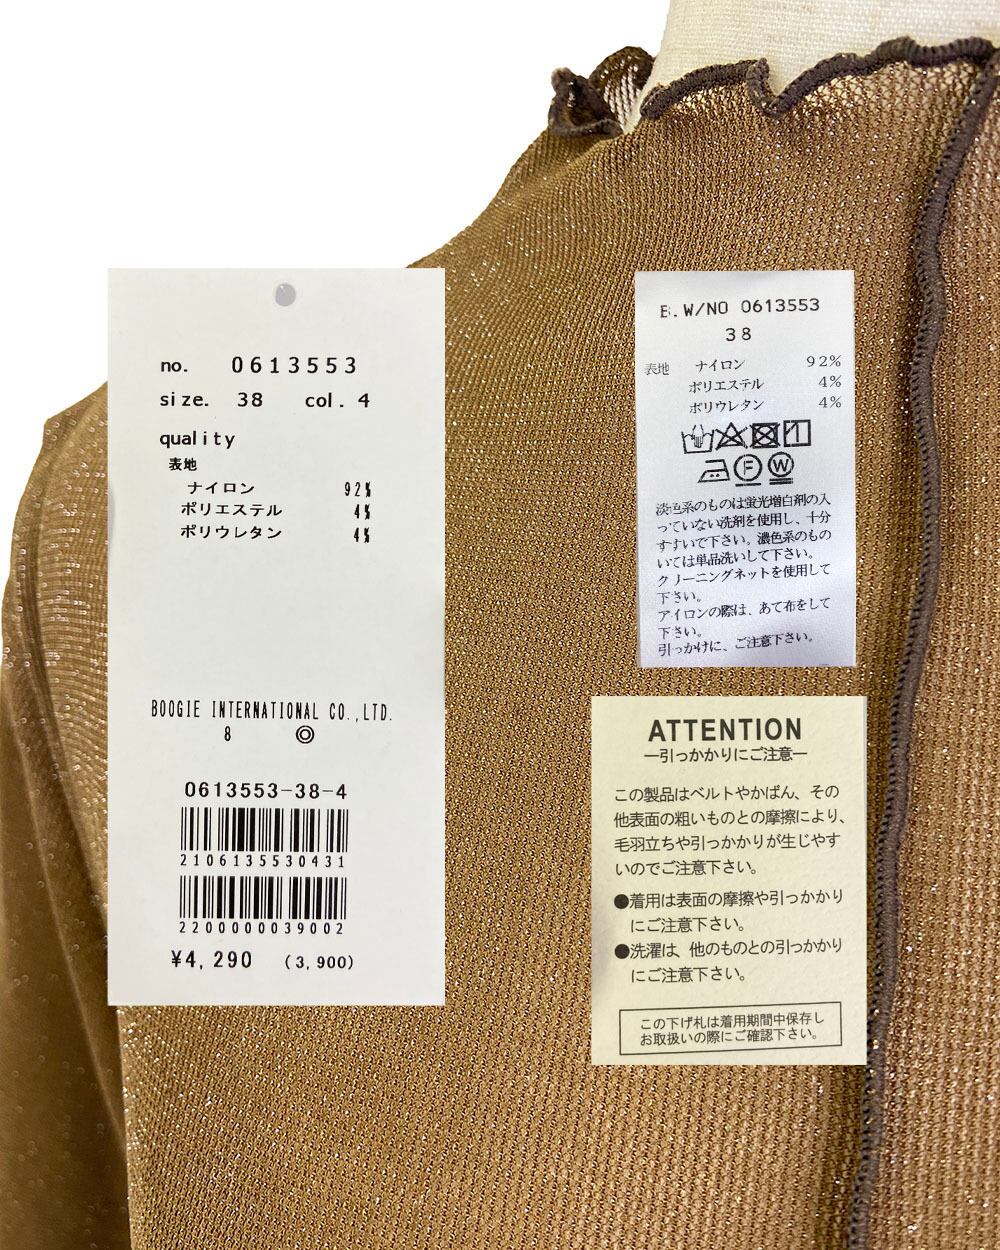 no. 0613553
size. 38 col. 4
quality
表地
ナイロン 92%
ポリエステル 4%
ポリウレタン 4%
BOOGIE INTERNATIONAL CO.,LTD.
8 ◎
0613553-38-4
2106135530431
2200000039002
¥4,290 (3,900)
B.W/NO 0613553
38
表地 ナイロン 92%
ポリエステル 4%
ポリウレタン 4%
F W
淡色系のものは蛍光増白剤の入
っていない洗剤を使用し、十分
すすいで下さい。濃色系のもの
いては単品洗いして下さい。
クリーニングネットを使用して
下さい。
アイロンの際は、あて布をして
下さい。
引っかけに、ご注意下さい。
ATTENTION
―引っかかりにご注意―
この製品はベルトやかばん、その
他表面の粗いものとの摩擦により、
毛羽立ちや引っかかりが生じやす
いのでご注意下さい。
●着用は表面の摩擦や引っかかり
にご注意下さい。
●洗濯は、他のものとの引っかかり
にご注意下さい。
この下げ札は着用期間中保存し
お取扱いの際にご確認下さい。